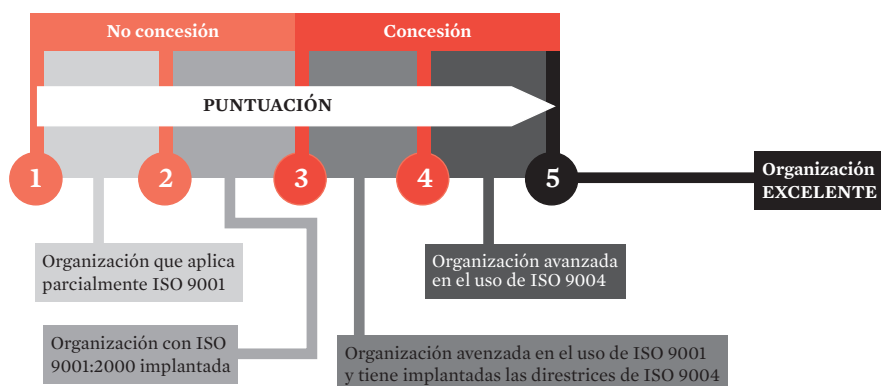 No concesión
Concesión
PUNTUACIÓN
1
2
3
4
5
Organización
EXCELENTE
Organización que aplica
parcialmente ISO 9001
Organización avanzada
en el uso de ISO 9004
Organización con ISO
9001:2000 implantada
Organización avenzada en el uso de ISO 9001
y tiene implantadas las direstrices de ISO 9004